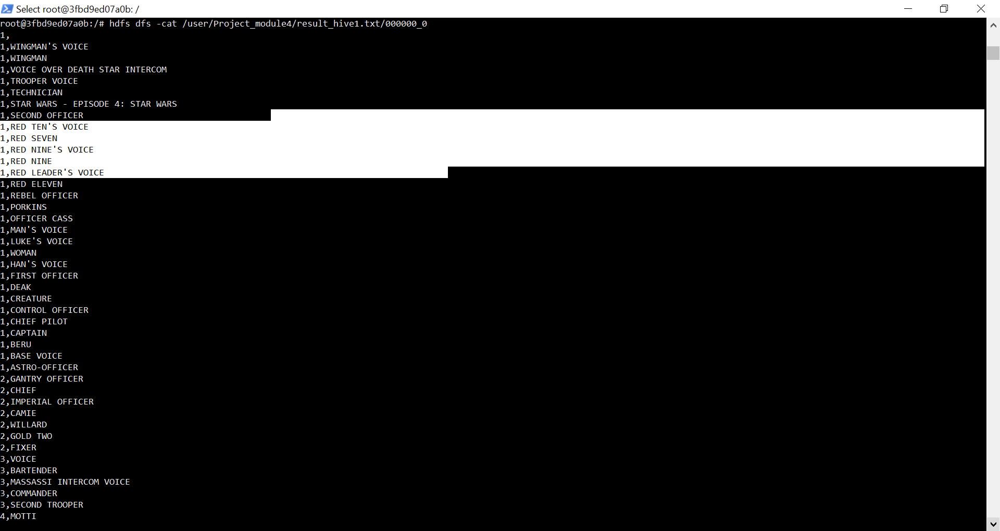 Select root@3fbd9ed07a0b: /
root@3fbd9ed07a0b:/# hdfs dfs -cat /user/Project_module4/result_hive1.txt/000000_0
1,
1,WINGMAN'S VOICE
1,WINGMAN
1,VOICE OVER DEATH STAR INTERCOM
1,TROOPER VOICE
1,TECHNICIAN
1,STAR WARS - EPISODE 4: STAR WARS
1,SECOND OFFICER
1,RED TEN'S VOICE
1,RED SEVEN
1,RED NINE'S VOICE
1,RED NINE
1,RED LEADER'S VOICE
1,RED ELEVEN
1,REBEL OFFICER
1,PORKINS
1,OFFICER CASS
1,MAN'S VOICE
1,LUKE'S VOICE
1,WOMAN
1,HAN'S VOICE
1,FIRST OFFICER
1,DEAK
1,CREATURE
1,CONTROL OFFICER
1,CHIEF PILOT
1,CAPTAIN
1,BERU
1,BASE VOICE
1,ASTRO-OFFICER
2,GANTRY OFFICER
2,CHIEF
2,IMPERIAL OFFICER
2,CAMIE
2,WILLARD
2,GOLD TWO
2,FIXER
3,VOICE
3,BARTENDER
3,MASSASSI INTERCOM VOICE
3,COMMANDER
3,SECOND TROOPER
4,MOTTI